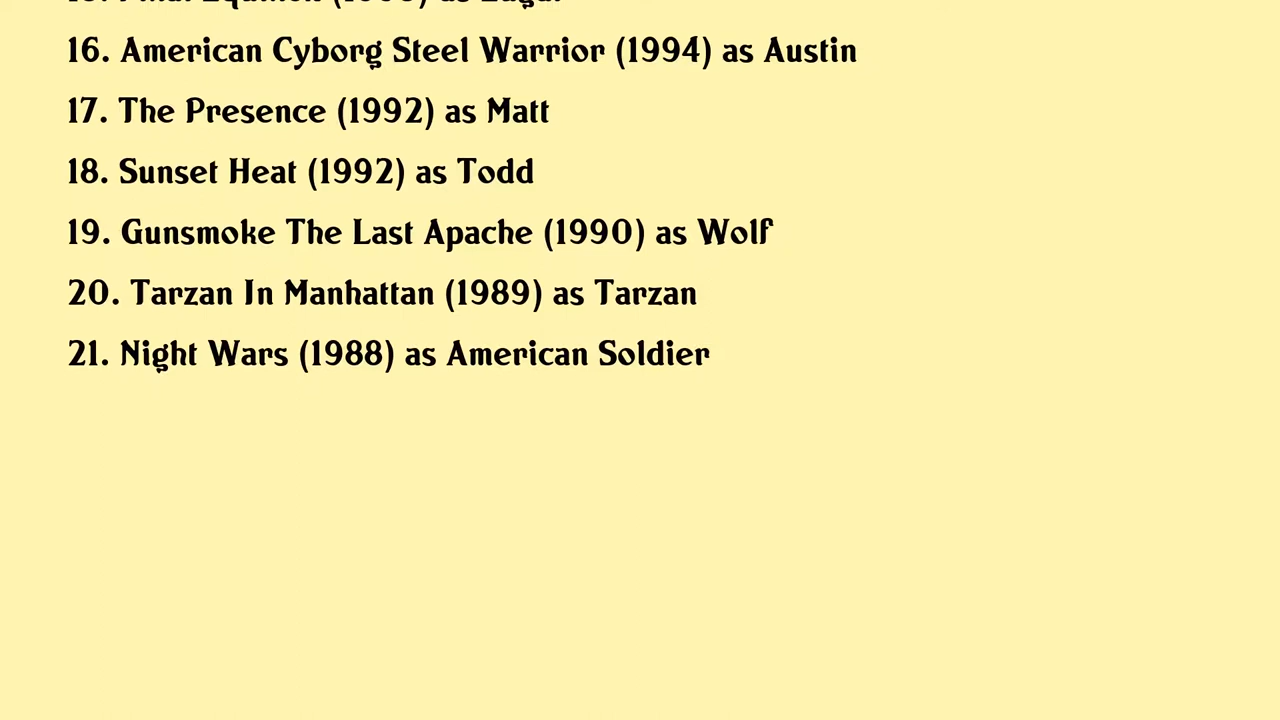 16. American Cyborg Steel Warrior (1994) as Austin
17. The Presence (1992) as Matt
18. Sunset Heat (1992) as Todd
19. Gunsmoke The Last Apache (1990) as Wolf
20. Tarzan In Manhattan (1989) as Tarzan
21. Night Wars (1988) as American Soldier